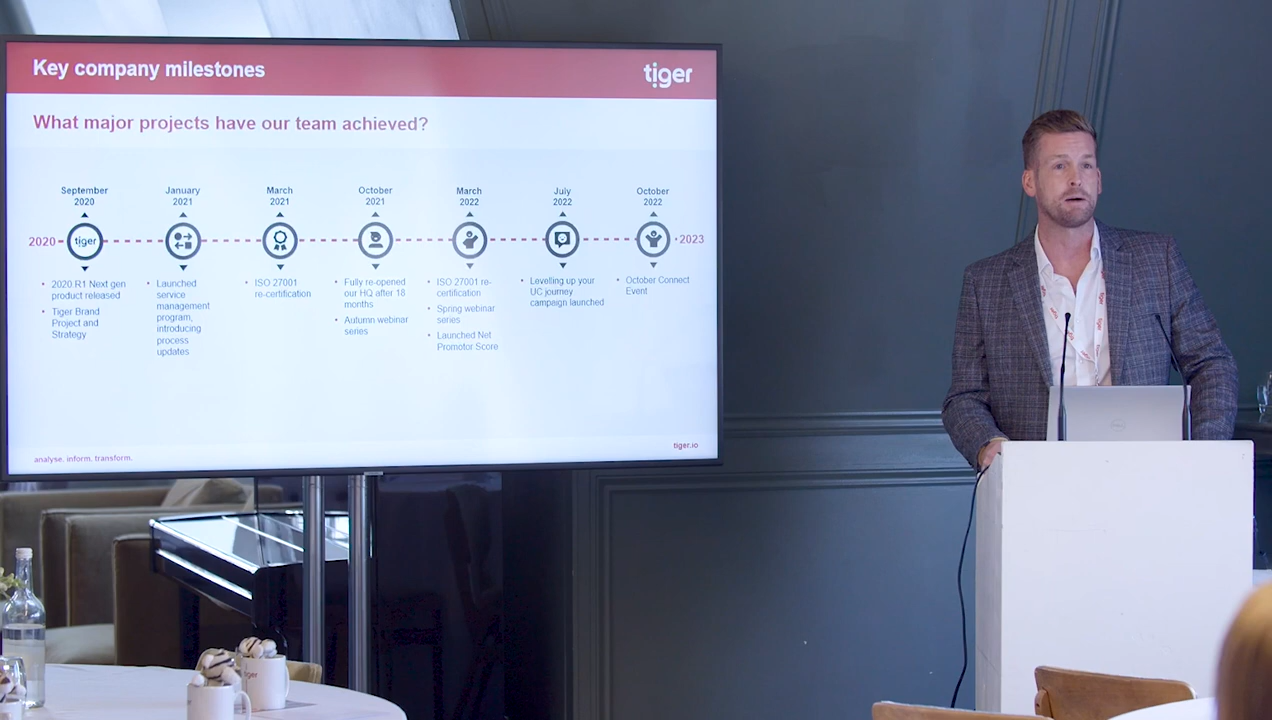 Key company milestones
tiger
What major projects have our team achieved?
September
2020
January
2021
March
2021
October
2021
March
2022
July
2022
October
2022
2020
tiger
2023
• 2020.R1 Next gen
product released
• Tiger Brand
Project and
Strategy
• Launched
service
management
program,
introducing
process
updates
• ISO 27001
re-certification
• Fully re-opened
our HQ after 18
months
• Autumn webinar
series
• ISO 27001 re-
certification
• Spring webinar
series
• Launched Net
Promotor Score
• Levelling up your
UC journey
campaign launched
• October Connect
Event
analyse. inform. transform.
tiger.io
tiger
DELL
tiger